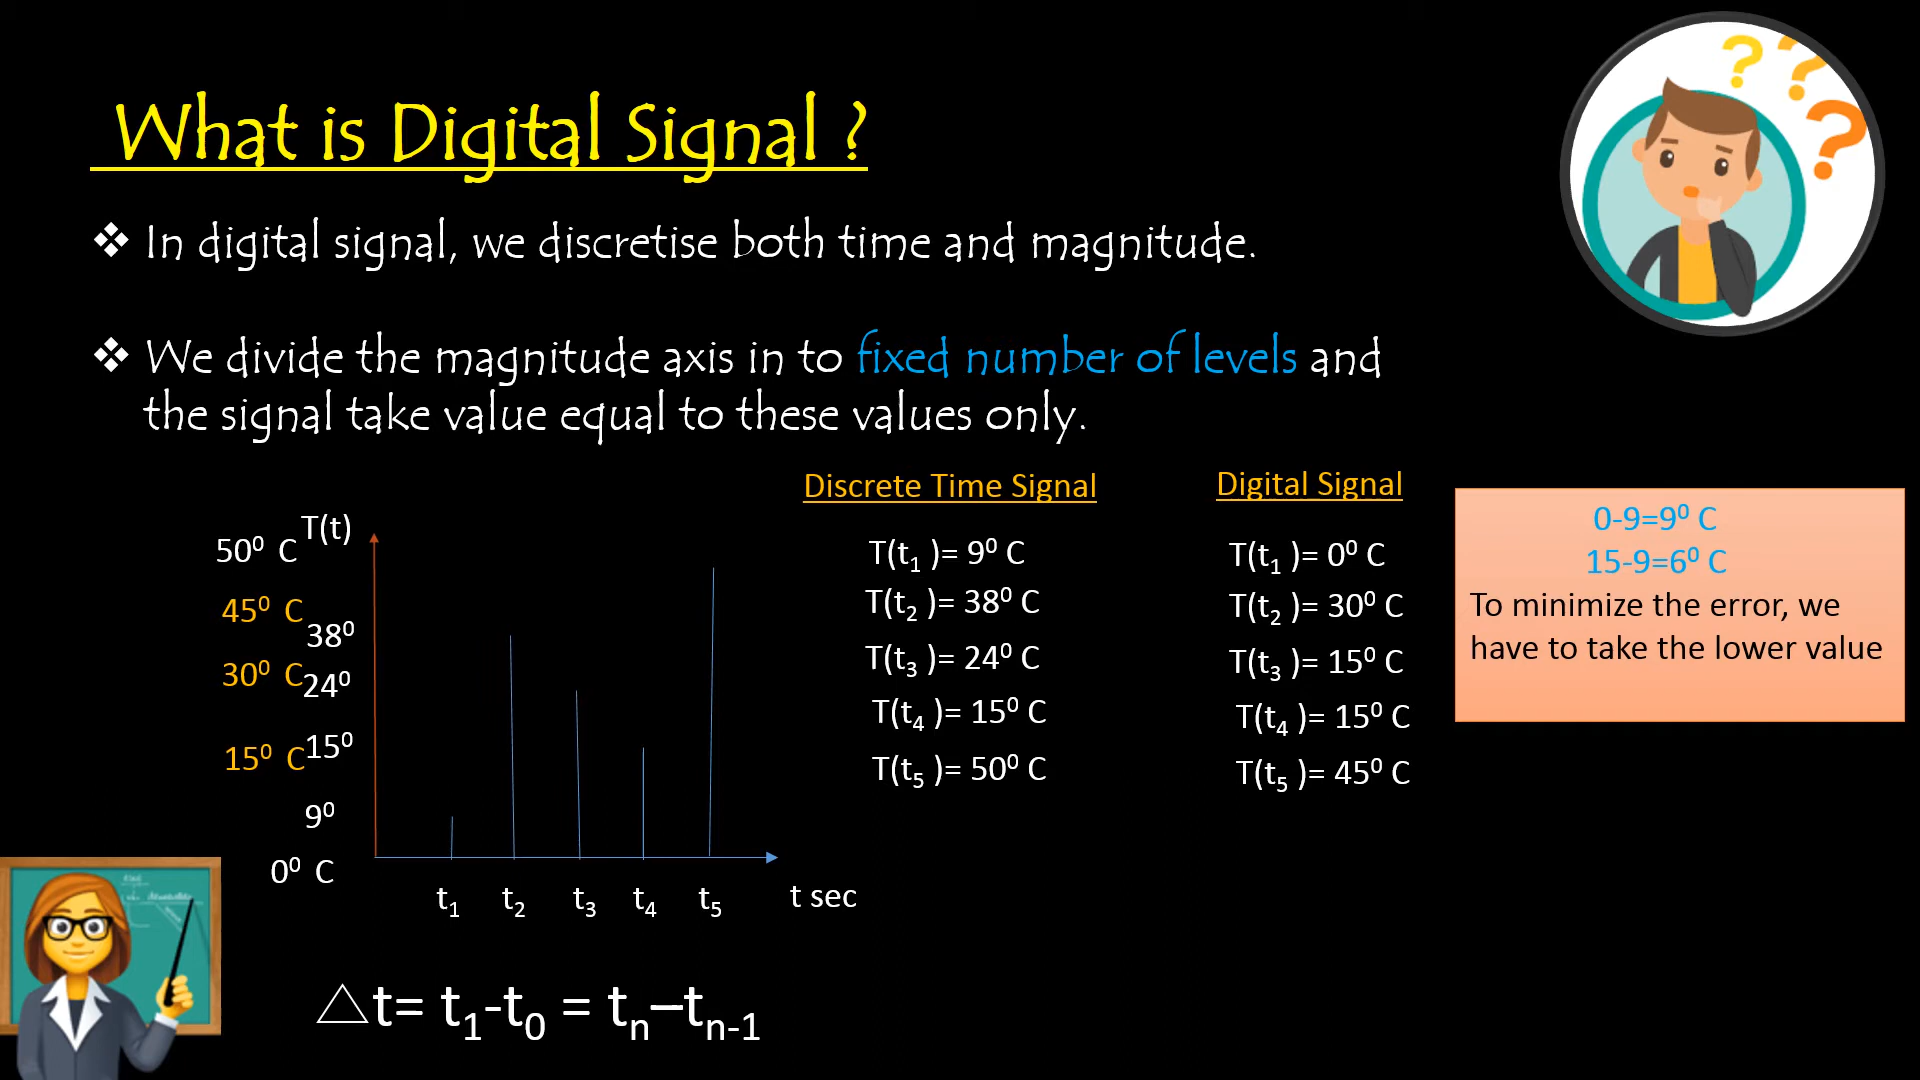 What is Digital Signal ?
❖ In digital signal, we discretise both time and magnitude.
❖ We divide the magnitude axis in to fixed number of levels and
the signal take value equal to these values only.
T(t)
50⁰ C
45⁰ C
38⁰
30⁰ C
24⁰
15⁰ C
15⁰
9⁰
0⁰ C
t₁ t₂ t₃ t₄ t₅ t sec
Discrete Time Signal
T(t₁ )= 9⁰ C
T(t₂ )= 38⁰ C
T(t₃ )= 24⁰ C
T(t₄ )= 15⁰ C
T(t₅ )= 50⁰ C
Digital Signal
T(t₁ )= 0⁰ C
T(t₂ )= 30⁰ C
T(t₃ )= 15⁰ C
T(t₄ )= 15⁰ C
T(t₅ )= 45⁰ C
0-9=9⁰ C
15-9=6⁰ C
To minimize the error, we
have to take the lower value
△t= t₁-t₀ = tₙ–tₙ₋₁